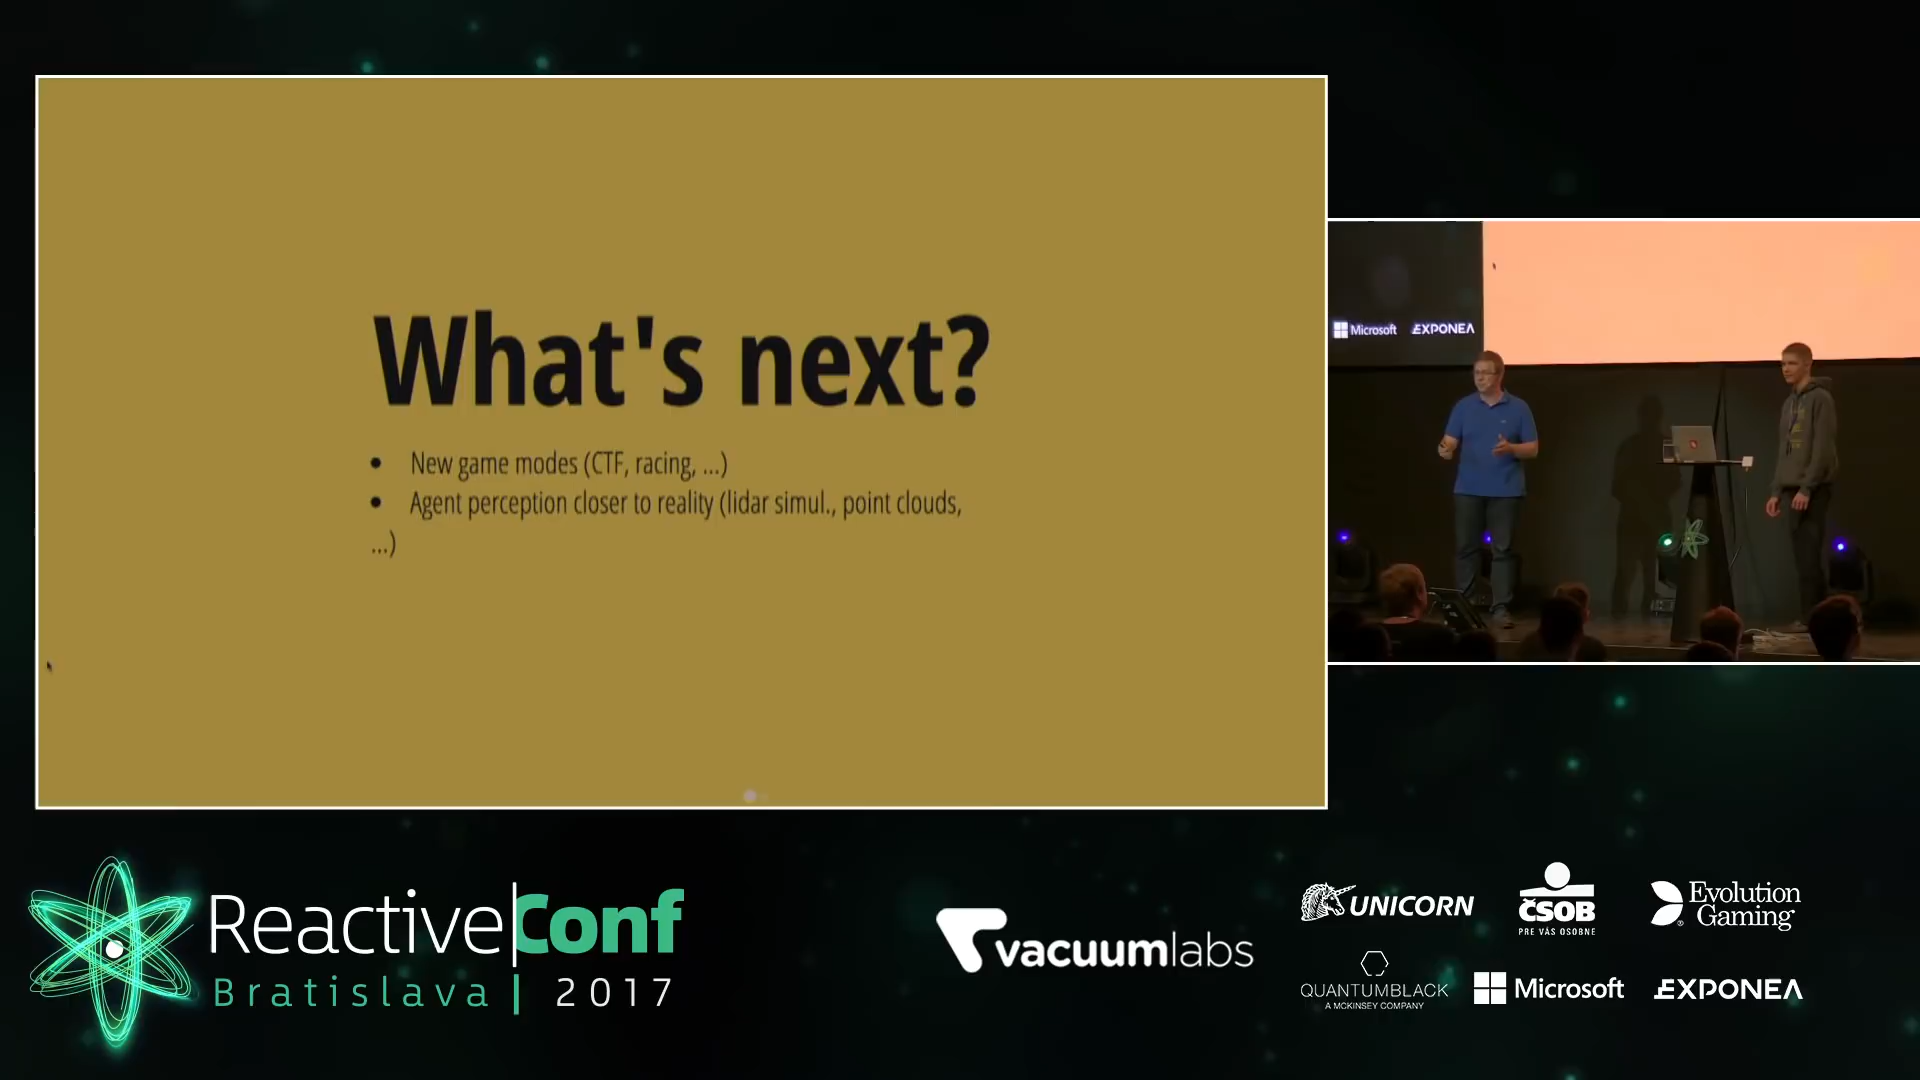 What's next?
• New game modes (CTF, racing, ...)
• Agent perception closer to reality (lidar simul., point clouds,
...)
Microsoft EXPONEA
ReactiveConf
Bratislava | 2017
vacuumlabs
UNICORN
ČSOB
PRE VÁS OSOBNE
Evolution
Gaming
QUANTUMBLACK
A MCKINSEY COMPANY
Microsoft
EXPONEA